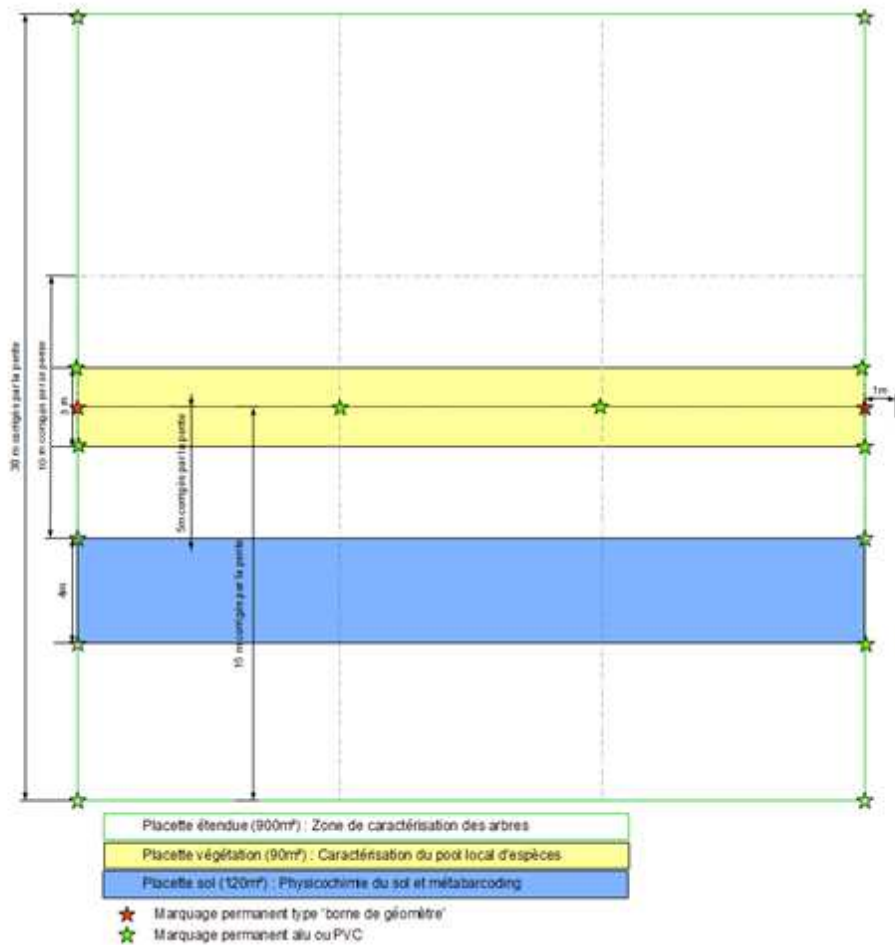 30 m corrigés par la pente
10 m corrigés par la pente
3 m
5m corrigés par la pente
15 m corrigés par la pente
4m
1m
Placette étendue (900m²) : Zone de caractérisation des arbres
Placette végétation (90m²) : Caractérisation du pool local d'espèces
Placette sol (120m²) : Physicochimie du sol et métabarcoding
Marquage permanent type 'borne de géomètre'
Marquage permanent alu ou PVC